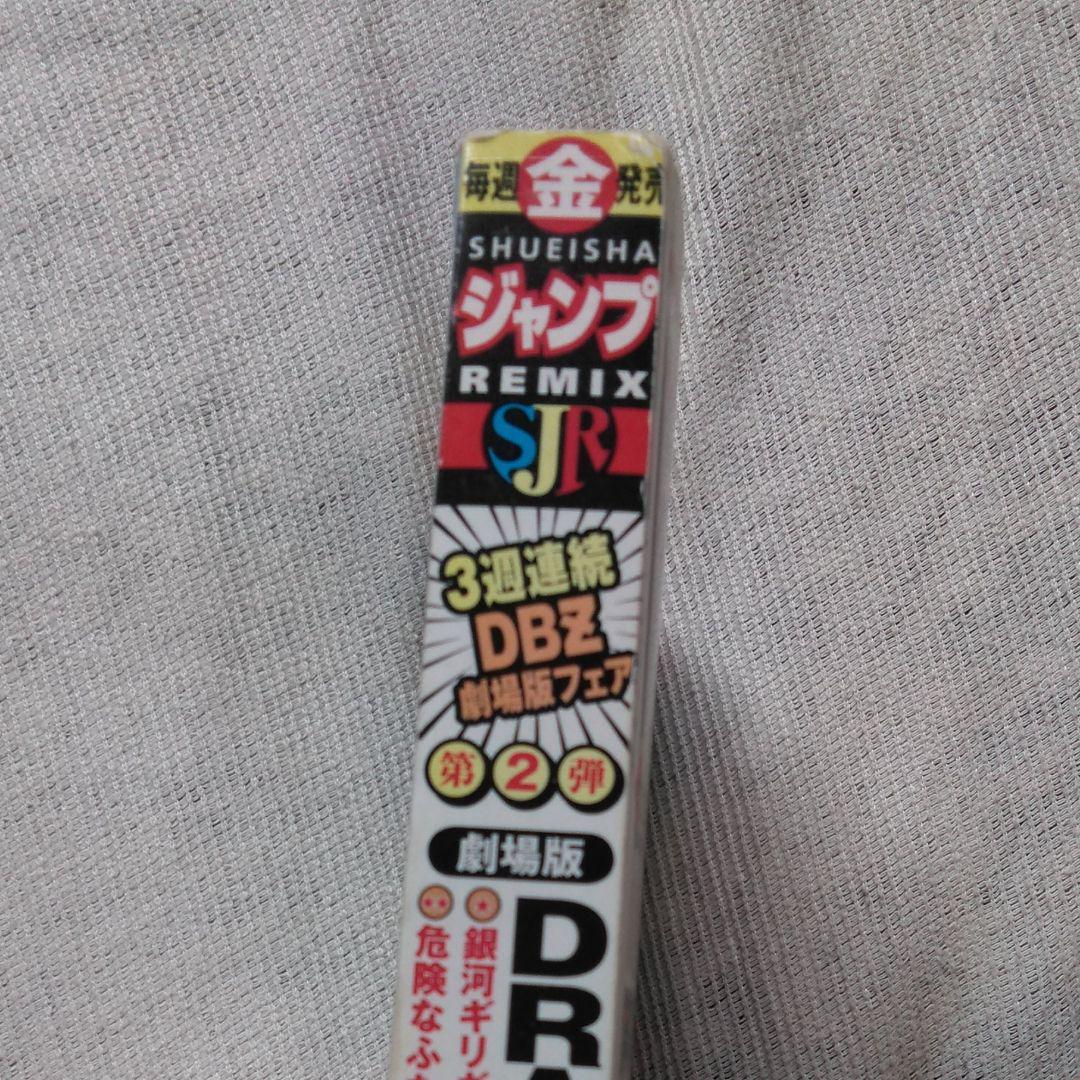 毎週金発売
SHUEISHA
ジャンプ
REMIX
SJR
3週連続
DBZ
劇場版フェア
第2弾
劇場版
DRA
銀河ギリギ
危険なふた